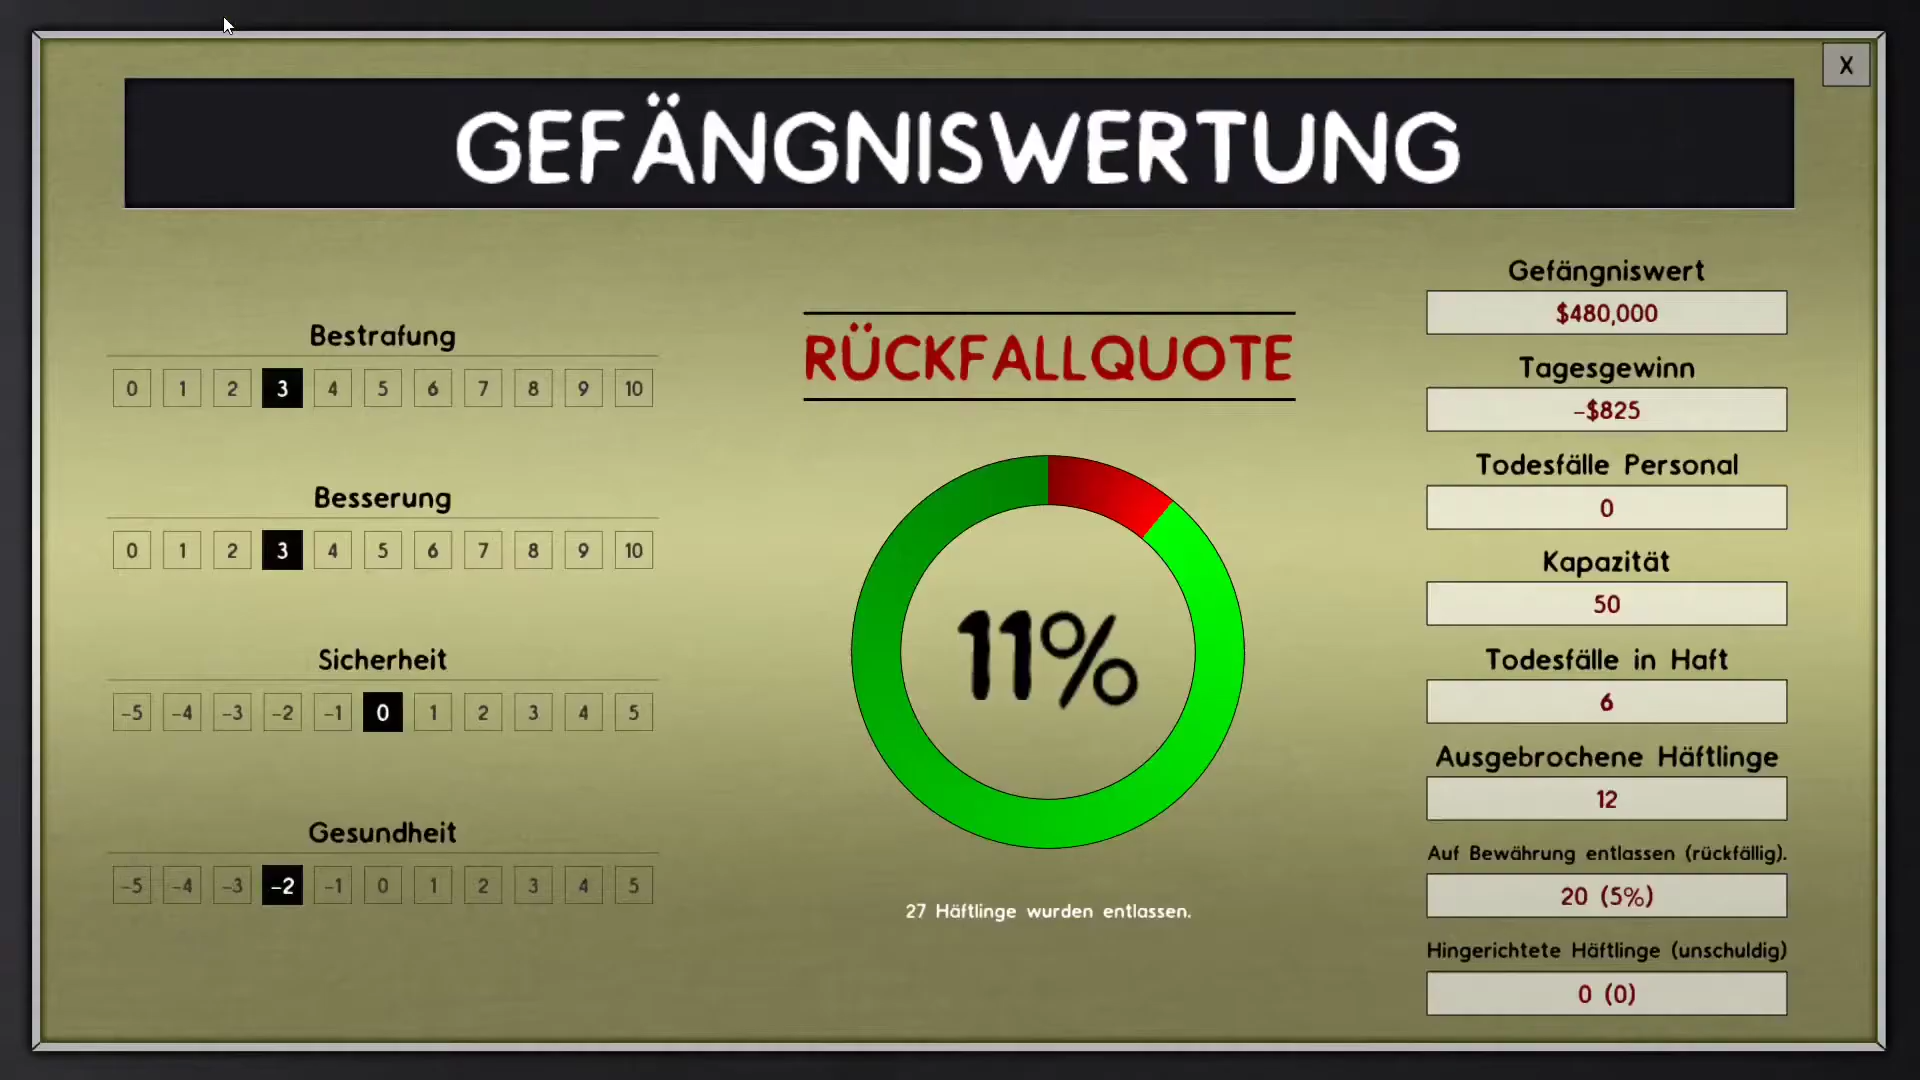 X
GEFÄNGNISWERTUNG
Bestrafung
0 1 2 3 4 5 6 7 8 9 10
Besserung
0 1 2 3 4 5 6 7 8 9 10
Sicherheit
-5 -4 -3 -2 -1 0 1 2 3 4 5
Gesundheit
-5 -4 -3 -2 -1 0 1 2 3 4 5
RÜCKFALLQUOTE
11%
27 Häftlinge wurden entlassen.
Gefängniswert
$480,000
Tagesgewinn
-$825
Todesfälle Personal
0
Kapazität
50
Todesfälle in Haft
6
Ausgebrochene Häftlinge
12
Auf Bewährung entlassen (rückfällig).
20 (5%)
Hingerichtete Häftlinge (unschuldig)
0 (0)